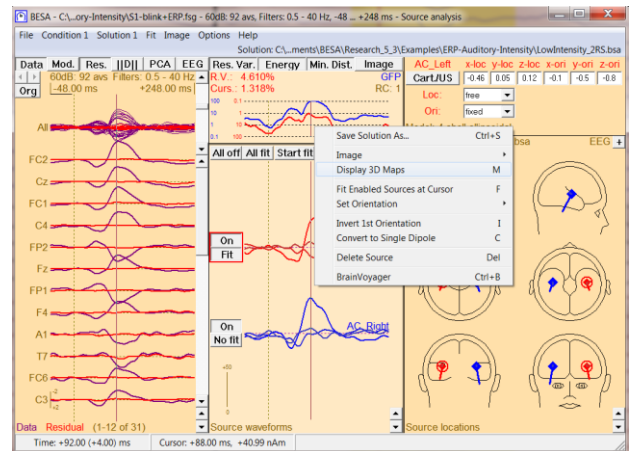 BESA - C:\...ory-Intensity\S1-blink+ERP.fsg - 60dB: 92 avs, Filters: 0.5 - 40 Hz, -48 ... +248 ms - Source analysis
File Condition 1 Solution 1 Fit Image Options Help
Solution: C:\...ments\BESA\Research_5_3\Examples\ERP-Auditory-Intensity\LowIntensity_2RS.bsa
Data Mod. Res. ||D|| PCA EEG Res. Var. Energy Min. Dist. Image AC_Left x-loc y-loc z-loc x-ori y-ori z-ori
60dB: 92 avs Filters: 0.5 - 40 Hz R.V.: 4.610% GFP Cart./US -0.46 0.05 0.12 -0.1 -0.5 -0.8
Org -48.00 ms +248.00 ms Curs.: 1.318% RC: 1
Loc: free
Ori: fixed
100 0.1
10
0.1 100
All
All off All fit Start fit
bsa EEG +
Save Solution As... Ctrl+S
Image
Display 3D Maps M
Fit Enabled Sources at Cursor F
Set Orientation
Invert 1st Orientation I
Convert to Single Dipole C
Delete Source Del
BrainVoyager Ctrl+B
FC2
Cz
FC1
C4
FP2
Fz
FP1
F4
A1
T7
FC6
C3
On
Fit
On
No fit
AC_Right
+50
Data Residual (1-12 of 31) Source waveforms Source locations
Time: +92.00 (+4.00) ms Cursor: +88.00 ms, +40.99 nAm